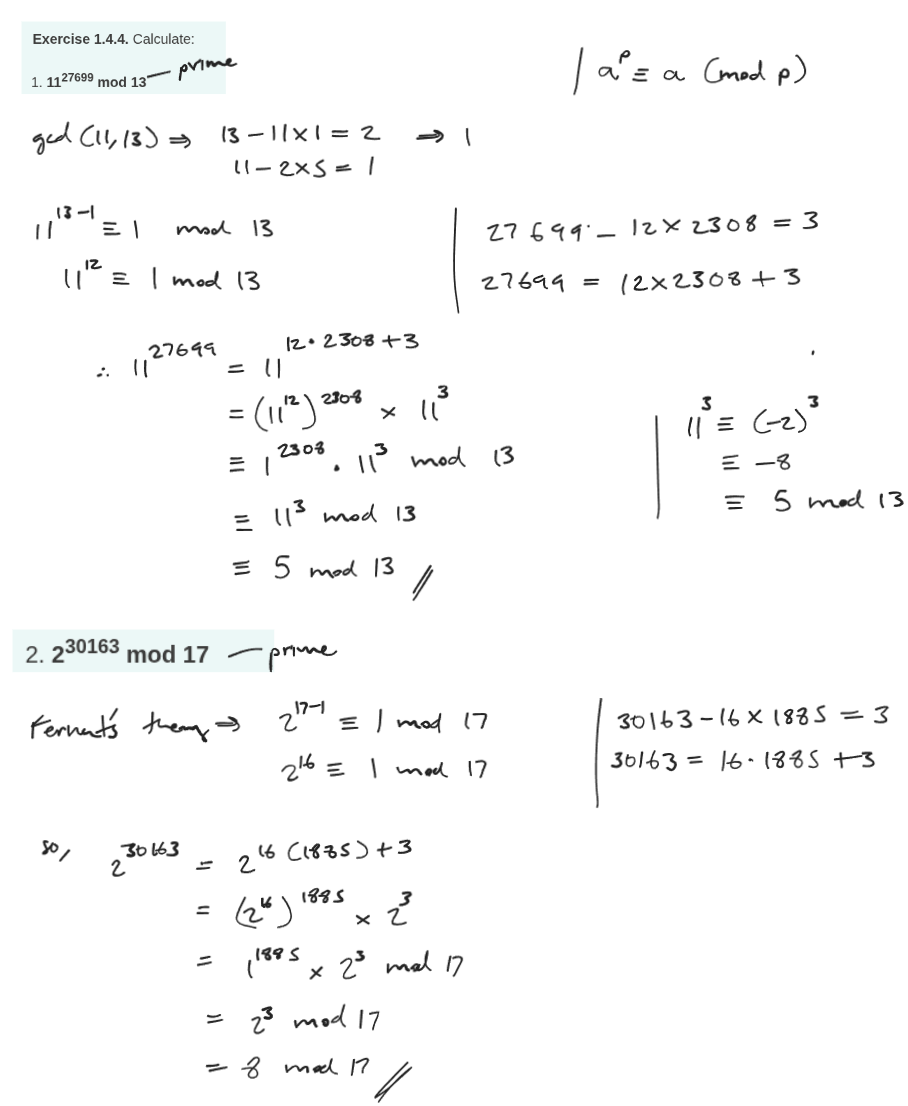 Exercise 1.4.4. Calculate:
1. 11^27699 mod 13 — prime
a^p ≡ a (mod p)
gcd (11,13) ⇒ 13 − 11×1 = 2 ⇒ 1
11 − 2×5 = 1
11^13−1 ≡ 1 mod 13
11^12 ≡ 1 mod 13
27699 − 12 × 2308 = 3
27699 = 12×2308 + 3
∴ 11^27699 = 11^12·2308+3
= (11^12)^2308 × 11^3
≡ 1^2308 · 11^3 mod 13
≡ 11^3 mod 13
≡ 5 mod 13 //
11^3 ≡ (−2)^3
≡ −8
≡ 5 mod 13
2. 2^30163 mod 17 — prime
Fermat's ⇒ 2^17−1 ≡ 1 mod 17
2^16 ≡ 1 mod 17
30163 − 16 × 1885 = 3
30163 = 16·1885 + 3
so, 2^30163 = 2^16(1885)+3
= (2^16)^1885 × 2^3
= 1^1885 × 2^3 mod 17
= 2^3 mod 17
= 8 mod 17 //